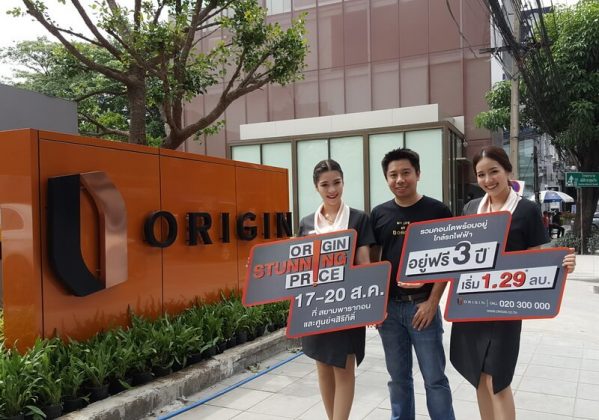 ORIGIN
ORIGIN
STUNNING
PRICE
17-20 ส.ค.
ที่ สยามพารากอน
และศูนย์ฯสิริกิติ์
รวมคอนโดพร้อมอยู่
ใกล้รถไฟฟ้า
อยู่ฟรี 3 ปี*
เริ่ม 1.29* ลบ.
ORIGIN
020 300 000